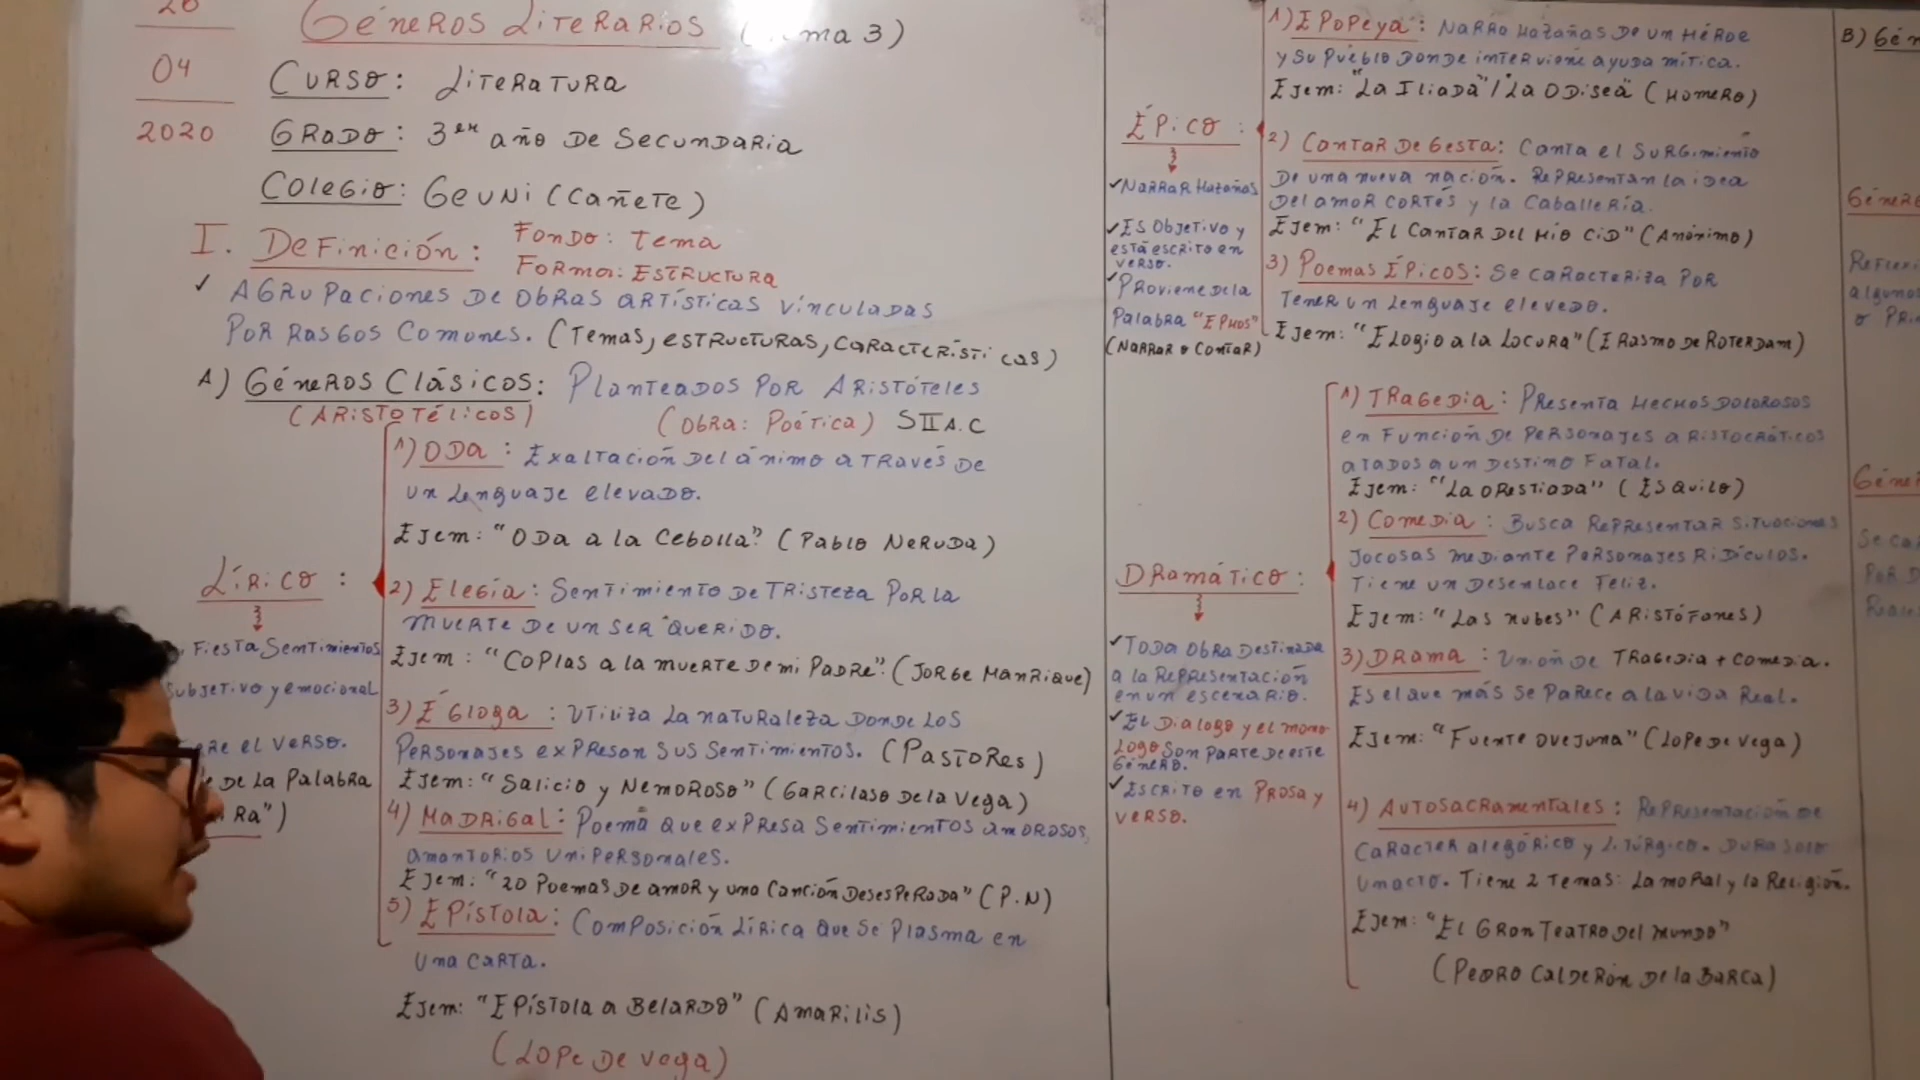 20
04
2020
Géneros Literarios ( ma 3)
Curso: Literatura
Grado: 3er año de Secundaria
Colegio: GEUNI (Cañete)
I. Definición:
Fondo: Tema
Forma: Estructura
✓ Agrupaciones de obras artísticas vinculadas
por rasgos comunes. (Temas, estructuras, características)
A) Géneros Clásicos: Planteados por Aristóteles
(Aristotélicos) (Obra: Poética) S II A.C
Lírico:
Fiesta Sentimientos
Subjetivo y emocional
el verso.
de la palabra
Ra")
1) Oda: Exaltación del ánimo a través de
un lenguaje elevado.
Ejem: "Oda a la Cebolla" (Pablo Neruda)
2) Elegía: Sentimiento de tristeza por la
muerte de un ser querido.
Ejem: "Coplas a la muerte de mi padre" (Jorge Manrique)
3) Égloga: Utiliza la naturaleza donde los
personajes expresan sus sentimientos. (Pastores)
Ejem: "Salicio y Nemoroso" (Garcilaso de la Vega)
4) Madrigal: Poema que expresa sentimientos amorosos,
amatorios unipersonales.
Ejem: "20 poemas de amor y una canción desesperada" (P.N)
5) Epístola: Composición lírica que se plasma en
una carta.
Ejem: "Epístola a Belardo" (Amarilis)
(Lope de Vega)
Épico:
✓ Narrar Hazañas
✓ Es objetivo y
está escrito en
verso.
✓ Proviene de la
palabra "Ephos"
(Narrar o Contar)
1) Epopeya: Narra hazañas de un héroe
y su pueblo donde interviene ayuda mítica.
Ejem: "La Iliada" / "La Odisea" (Homero)
2) Cantar de Gesta: Canta el surgimiento
de una nueva nación. Representan la idea
del amor cortés y la caballería.
Ejem: "El Cantar del Mio Cid" (Anónimo)
3) Poemas Épicos: Se caracteriza por
tener un lenguaje elevado.
Ejem: "Elogio a la locura" (Erasmo de Roterdam)
Dramático:
✓ Toda obra destinada
a la representación
en un escenario.
✓ El dialogo y el mono
logo son parte de este
género.
✓ Escrito en prosa y
verso.
1) Tragedia: Presenta hechos dolorosos
en función de personajes aristocráticos
atados a un destino fatal.
Ejem: "La Orestiada" (Esquilo)
2) Comedia: Busca representar situaciones
jocosas mediante personajes ridículos.
Tiene un desenlace feliz.
Ejem: "Las nubes" (Aristófanes)
3) Drama: Unión de tragedia + comedia.
Es el que más se parece a la vida real.
Ejem: "Fuente Ovejuna" (Lope de Vega)
4) Autosacramentales: Representación de
caracter alegórico y litúrgico. Dura solo
un acto. Tiene 2 temas: la moral y la religión.
Ejem: "El gran teatro del mundo"
(Pedro Calderón de la Barca)
B) Gén
Género
algunos
o pri
Géne
Se ca
por